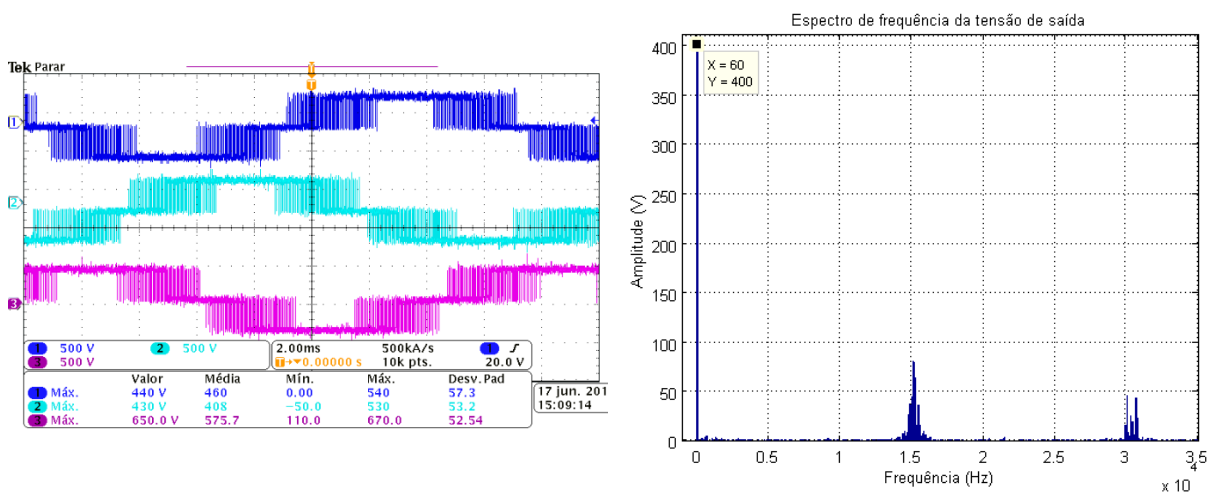 Tek Parar
T
T
1
2
3
1 500 V 2 500 V
3 500 V
2.00ms 500kA/s 1
T→▼0.00000 s 10k pts. 20.0 V
Valor Média Mín. Máx. Desv.Pad
1 Máx. 440 V 460 0.00 540 57.3
2 Máx. 430 V 408 −50.0 530 53.2
3 Máx. 650.0 V 575.7 110.0 670.0 52.54
17 jun. 201
15:09:14
Espectro de frequência da tensão de saída
X = 60
Y = 400
Amplitude (V)
400
350
300
250
200
150
100
50
0
0 0.5 1 1.5 2 2.5 3 3.5
x 10 4
Frequência (Hz)